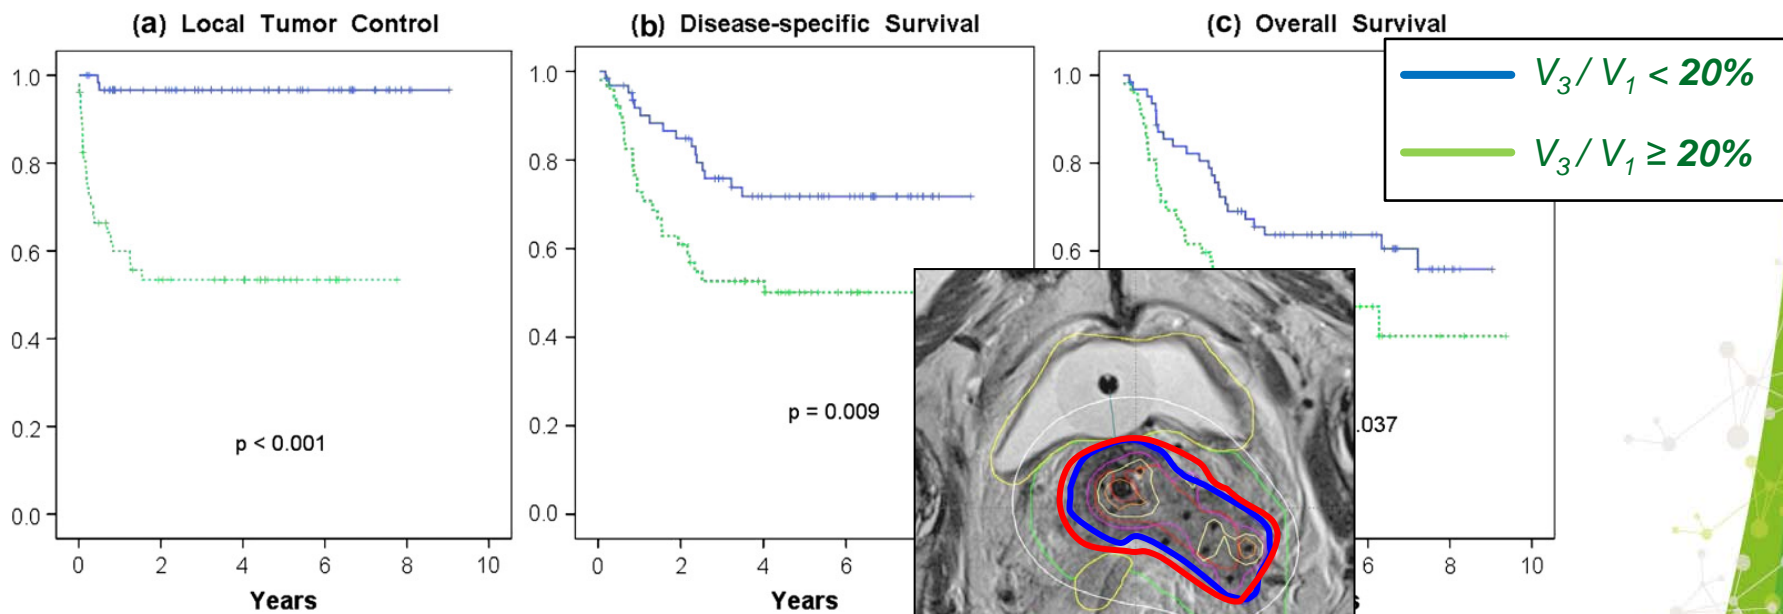 (a) Local Tumor Control
1.0
0.8
0.6
0.4
0.2
0.0
0 2 4 6 8 10
Years
p < 0.001
(b) Disease-specific Survival
1.0
0.8
0.6
0.4
0.2
0.0
0 2 4 6
Years
p = 0.009
(c) Overall Survival
1.0
0.8
0.6
.037
8 10
s
V₃ / V₁ < 20%
V₃ / V₁ ≥ 20%